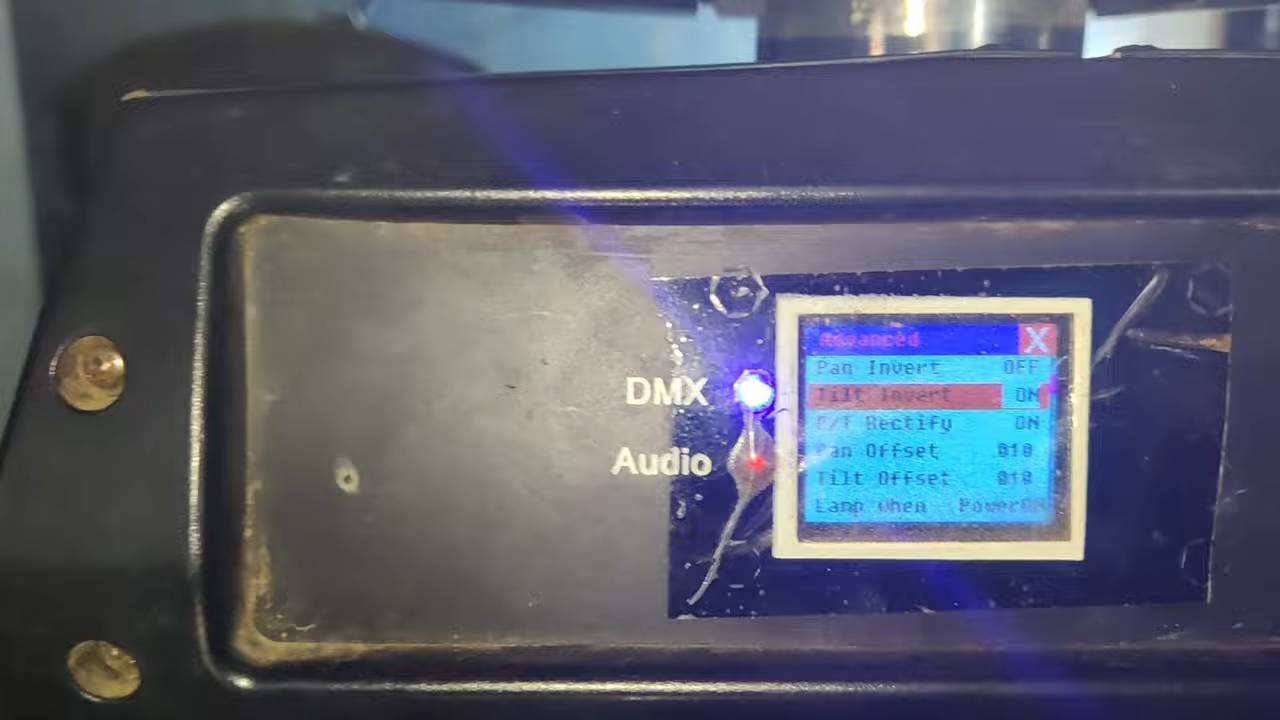 DMX
Audio
Advanced X
Pan Invert OFF
Tilt Invert ON
P/T Rectify ON
Pan Offset 010
Tilt Offset 010
Lamp when PowerON